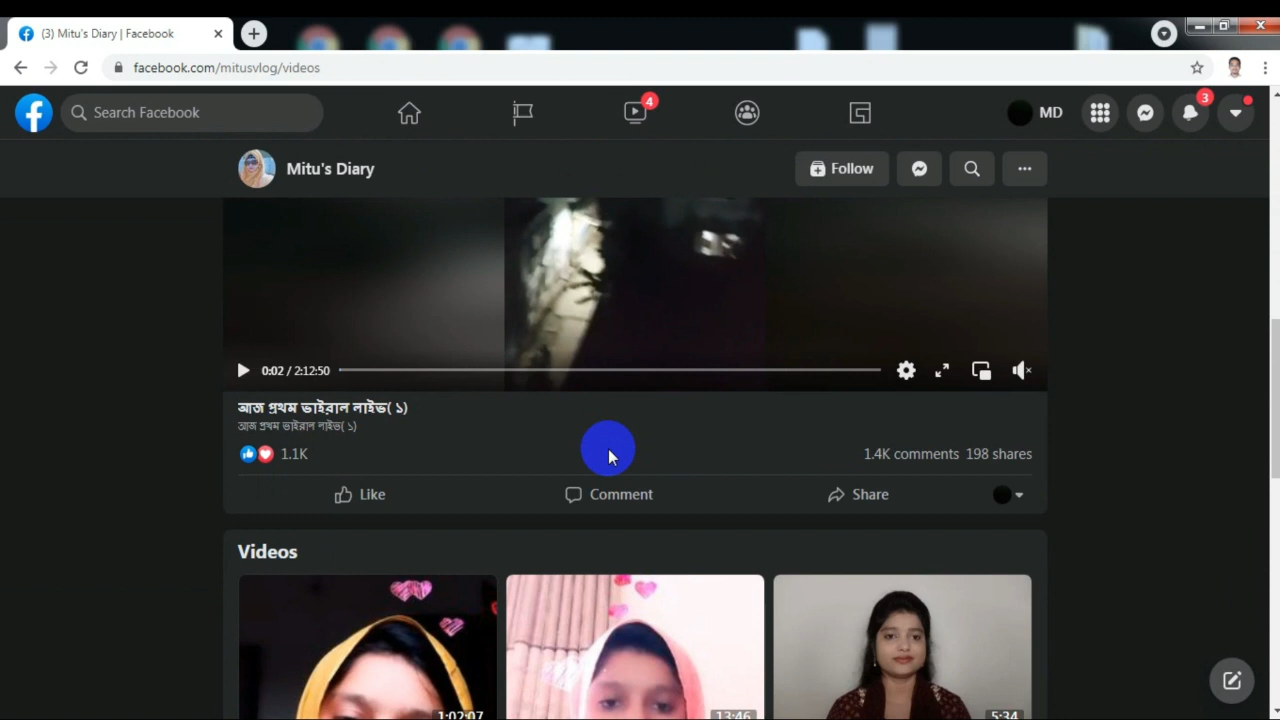 (3) Mitu's Diary | Facebook
facebook.com/mitusvlog/videos
Search Facebook
4
MD
3
Mitu's Diary
Follow
0:02 / 2:12:50
আজ প্রথম ভাইরাল লাইভ( ১)
আজ প্রথম ভাইরাল লাইভ( ১)
1.1K
1.4K comments 198 shares
Like
Comment
Share
Videos
1:02:07
13:46
5:34